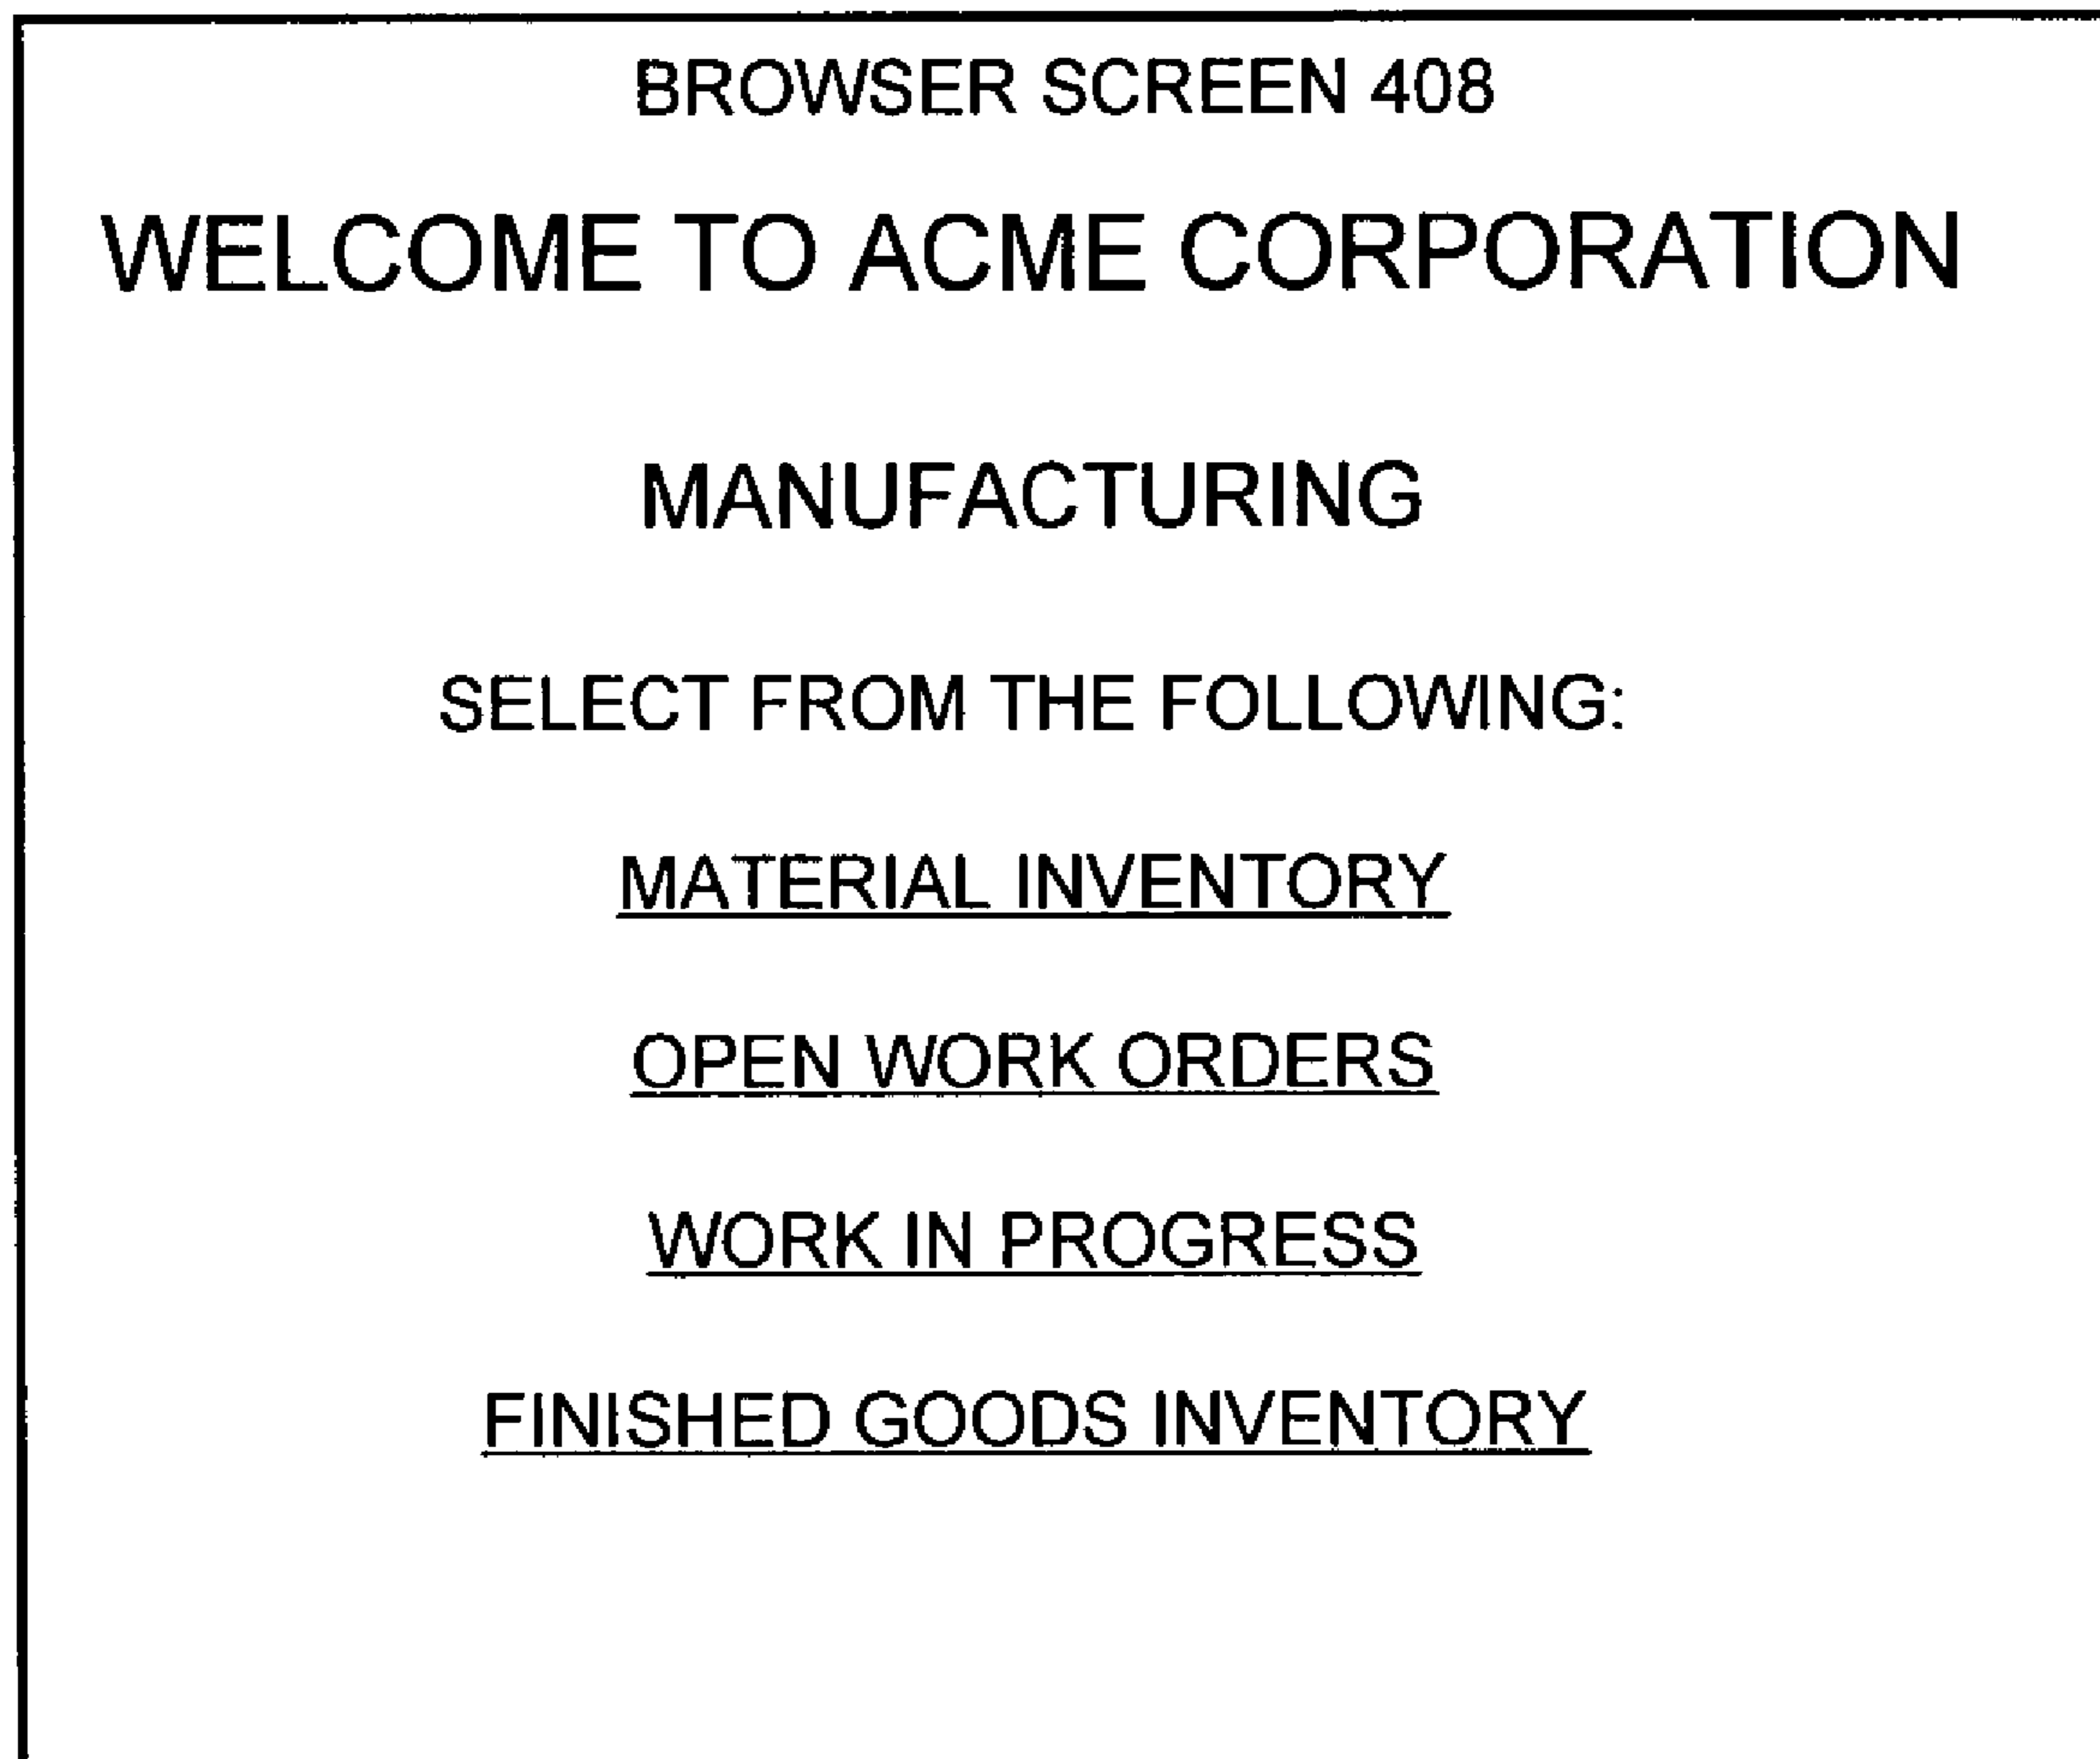 BROWSER SCREEN 408
WELCOME TO ACME CORPORATION
MANUFACTURING
SELECT FROM THE FOLLOWING:
MATERIAL INVENTORY
OPEN WORK ORDERS
WORK IN PROGRESS
FINISHED GOODS INVENTORY